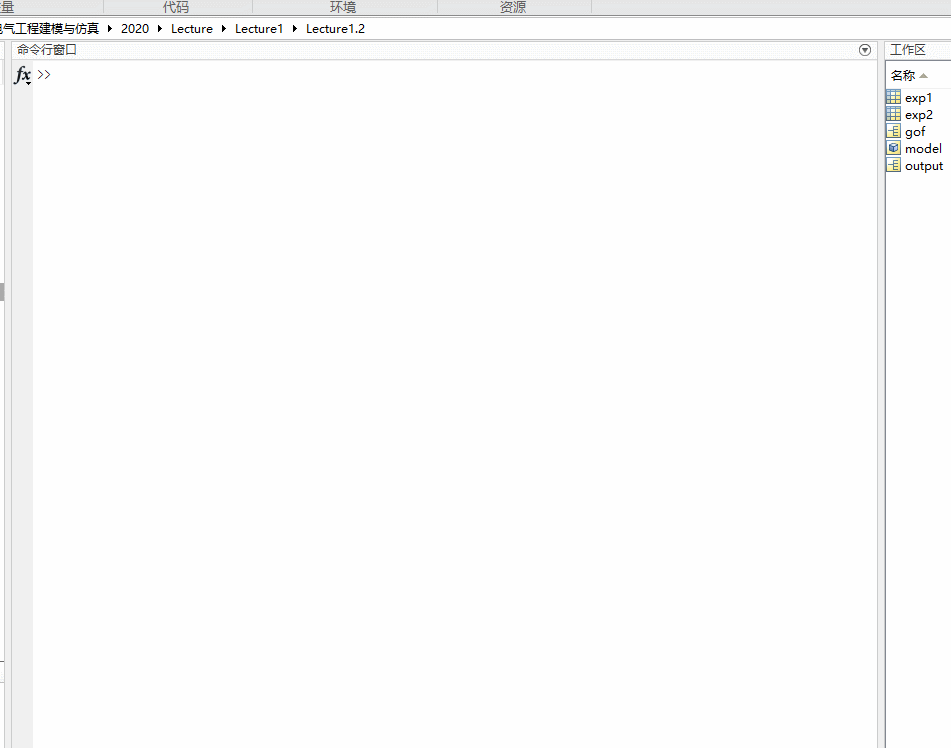 量 代码 环境 资源
电气工程建模与仿真 2020 Lecture Lecture1 Lecture1.2
命令行窗口 工作区
fx >> 名称
exp1
exp2
gof
model
output